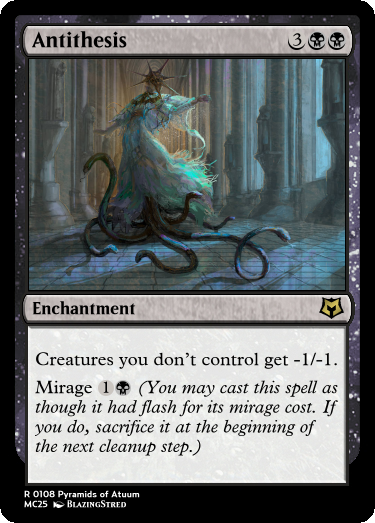 Antithesis 3
Enchantment
Creatures you don't control get -1/-1.
Mirage 1 (You may cast this spell as
though it had flash for its mirage cost. If
you do, sacrifice it at the beginning of
the next cleanup step.)
R 0108 Pyramids of Atuum
MC25 BlazingStred